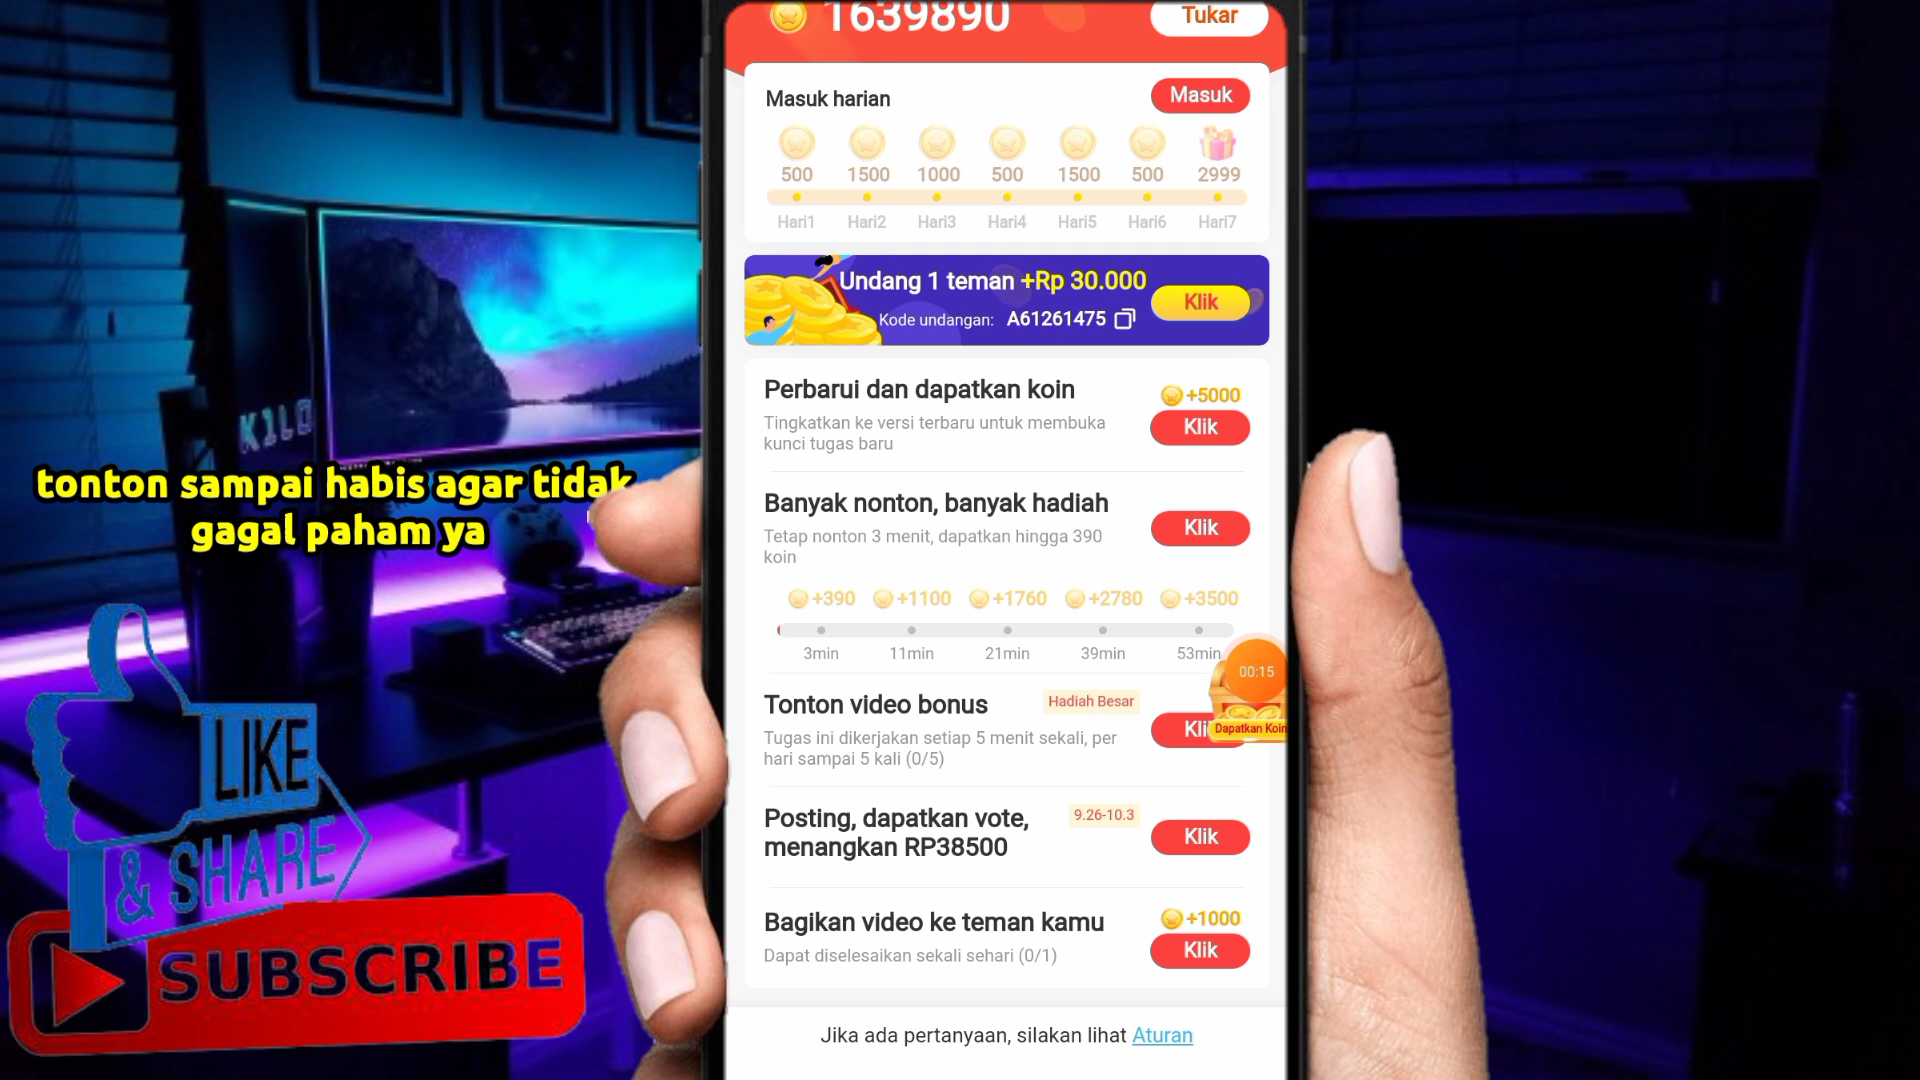 1639890
Tukar
Masuk harian
Masuk
500 1500 1000 500 1500 500 2999
Hari1 Hari2 Hari3 Hari4 Hari5 Hari6 Hari7
Undang 1 teman +Rp 30.000
Kode undangan: A61261475
Klik
Perbarui dan dapatkan koin
+5000
Tingkatkan ke versi terbaru untuk membuka
kunci tugas baru
Klik
Banyak nonton, banyak hadiah
Tetap nonton 3 menit, dapatkan hingga 390
koin
Klik
+390 +1100 +1760 +2780 +3500
3min 11min 21min 39min 53min
00:15
Dapatkan Koin
Tonton video bonus
Hadiah Besar
Tugas ini dikerjakan setiap 5 menit sekali, per
hari sampai 5 kali (0/5)
Posting, dapatkan vote,
menangkan RP38500
9.26-10.3
Klik
Bagikan video ke teman kamu
+1000
Dapat diselesaikan sekali sehari (0/1)
Klik
Jika ada pertanyaan, silakan lihat Aturan
tonton sampai habis agar tidak
gagal paham ya
LIKE
& SHARE
SUBSCRIBE